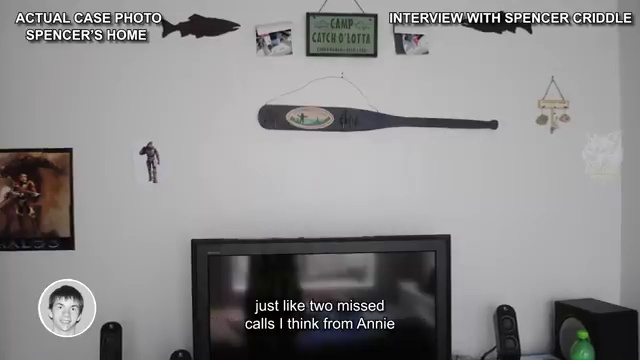 ACTUAL CASE PHOTO
SPENCER'S HOME
INTERVIEW WITH SPENCER CRIDDLE
CAMP
CATCH O'LOTTA
just like two missed
calls I think from Annie